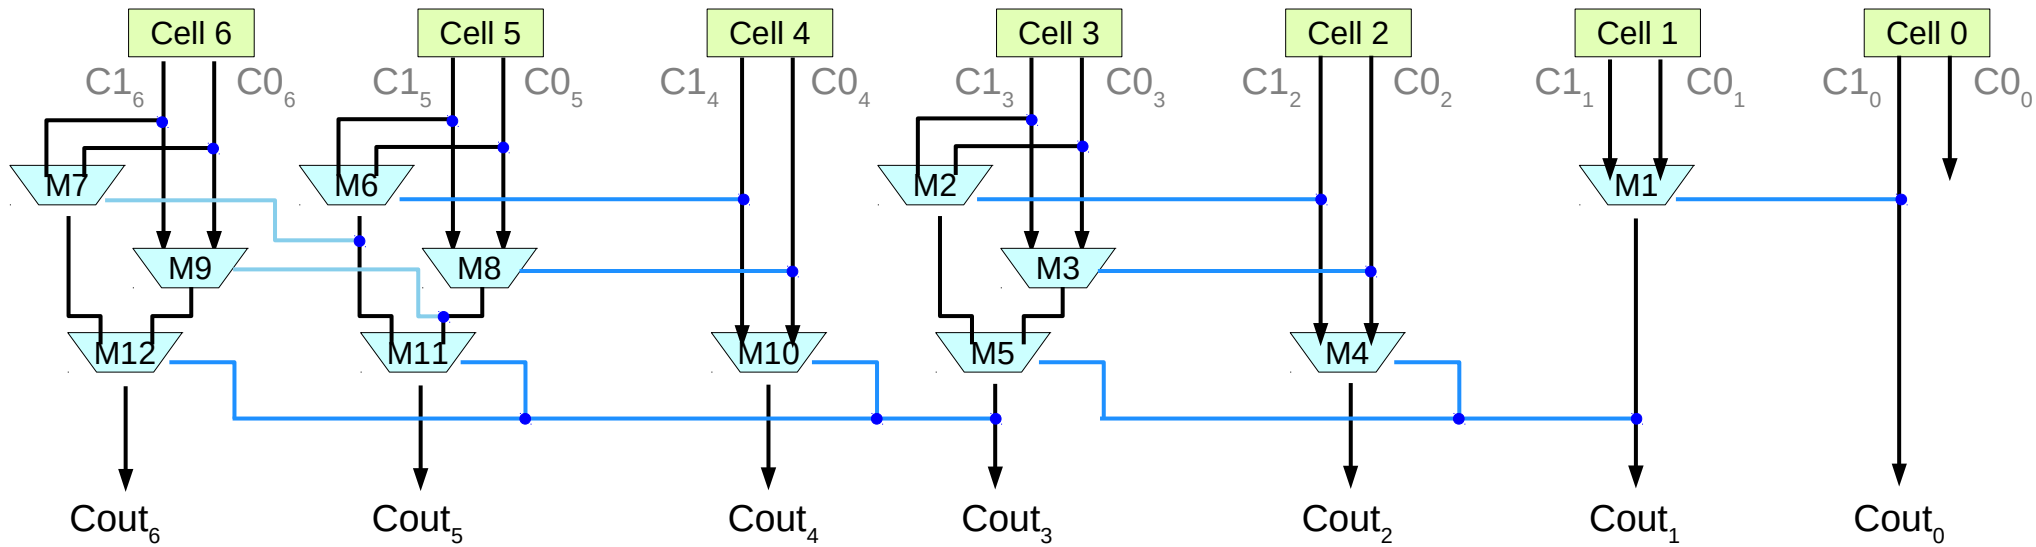 Cell 6 Cell 5 Cell 4 Cell 3 Cell 2 Cell 1 Cell 0
C1₆ C0₆ C1₅ C0₅ C1₄ C0₄ C1₃ C0₃ C1₂ C0₂ C1₁ C0₁ C1₀ C0₀
M7 M6 M2 M1
M9 M8 M3
M12 M11 M10 M5 M4
Cout₆ Cout₅ Cout₄ Cout₃ Cout₂ Cout₁ Cout₀